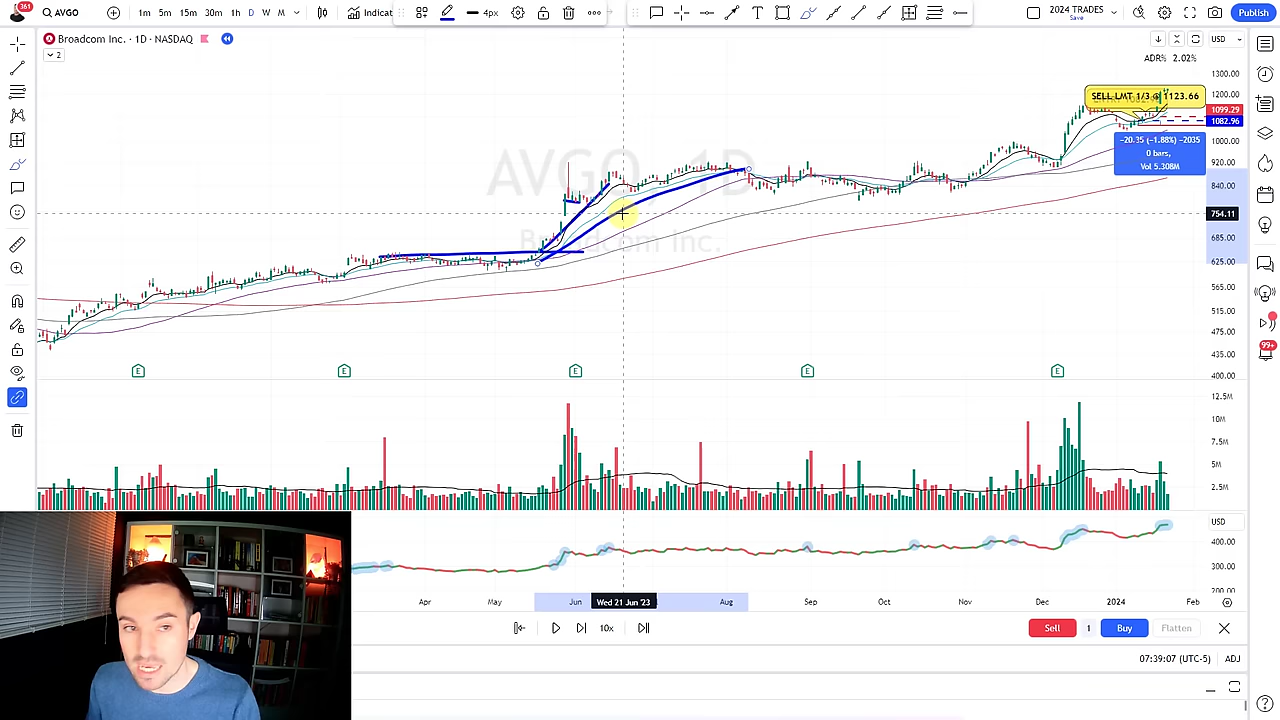 361 AVGO 1m 5m 15m 30m 1h D W M Indicat 4px 2024 TRADES Save Publish
Broadcom Inc. · 1D · NASDAQ USD
2
ADR% 2.02%
1300.00
1200.00
SELL LMT 1/3 @ 1123.66
1099.29
1082.96
1000.00
−20.35 (−1.88%) −2035
0 bars,
Vol 5.308M
920.00
840.00
AVGO, 1D
754.11
Broadcom Inc.
685.00
625.00
565.00
515.00
475.00
435.00
400.00
E E E E E
99+
12.5M
10M
7.5M
5M
2.5M
USD
400.00
300.00
200.00
Apr May Jun Wed 21 Jun '23 Aug Sep Oct Nov Dec 2024 Feb
10x Sell 1 Buy Flatten
07:39:07 (UTC-5) ADJ